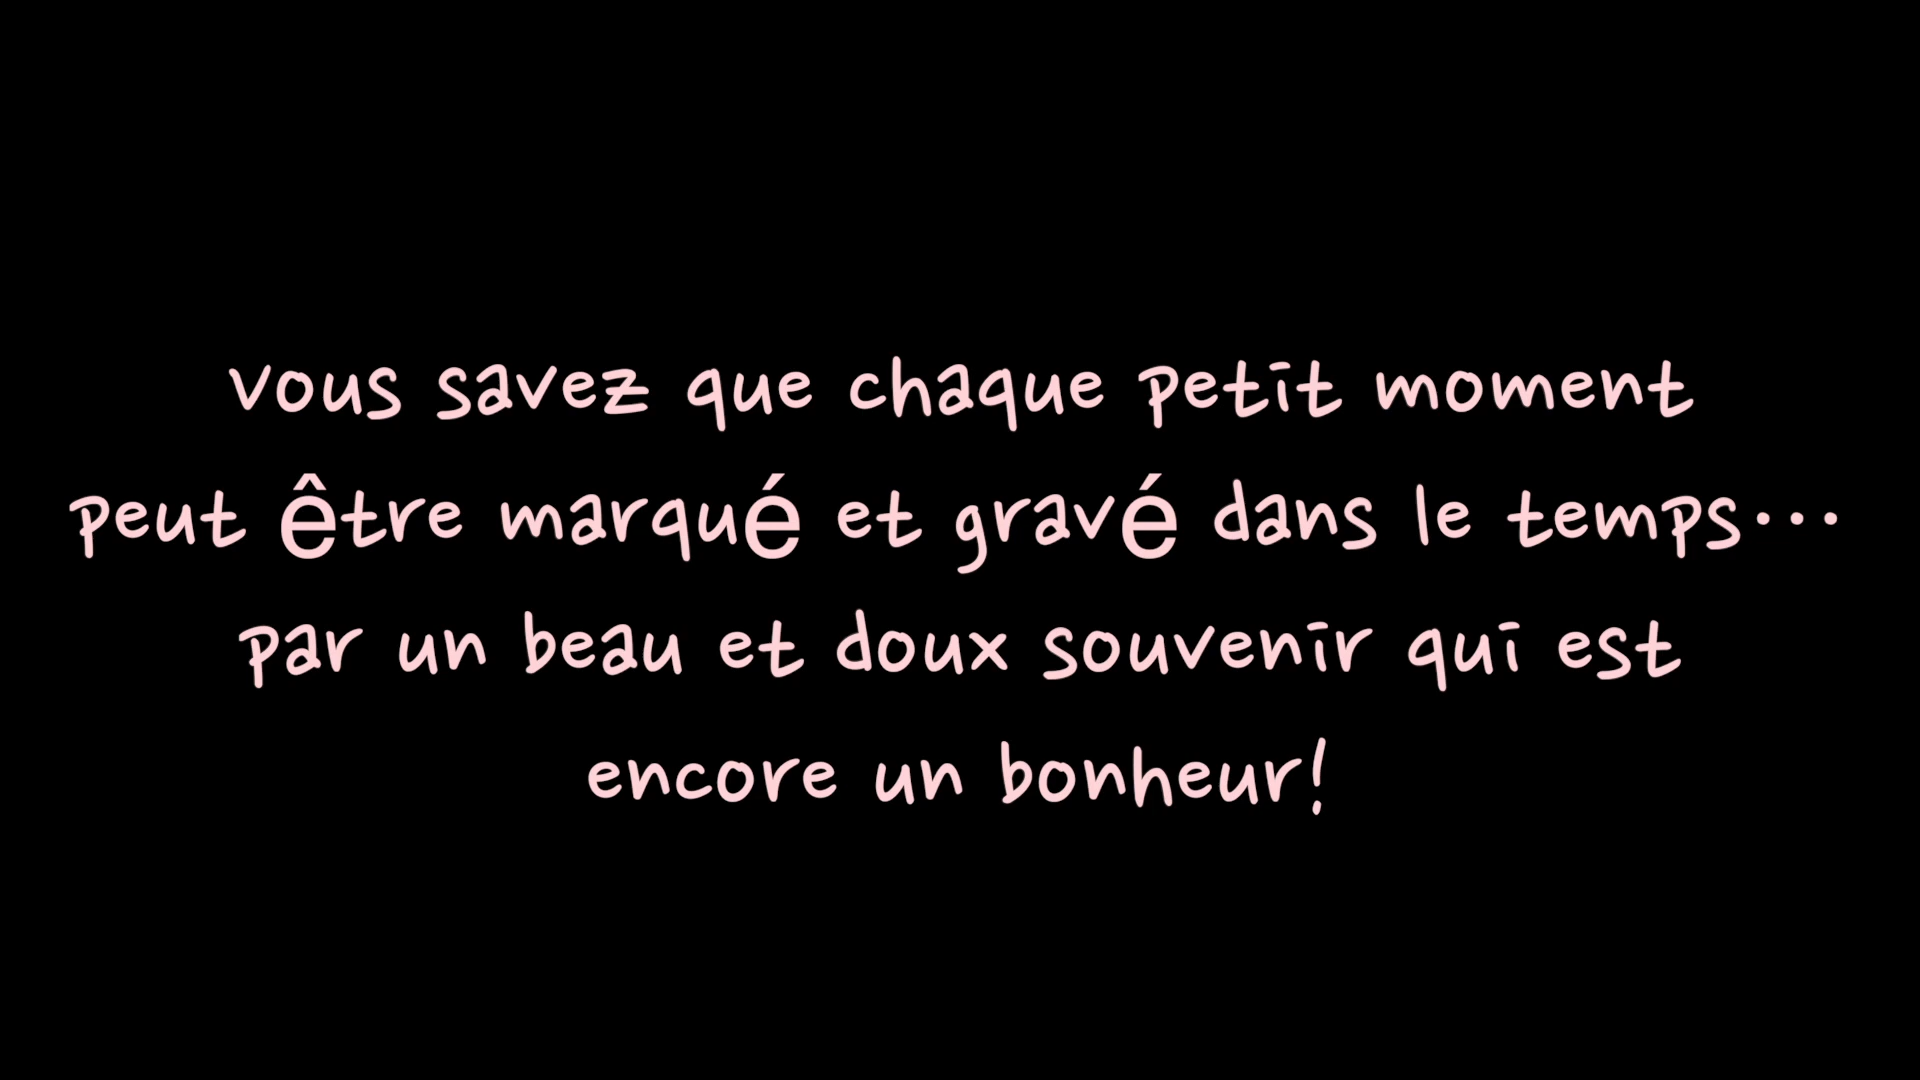 vous savez que chaque petit moment
peut être marqué et gravé dans le temps...
par un beau et doux souvenir qui est
encore un bonheur!